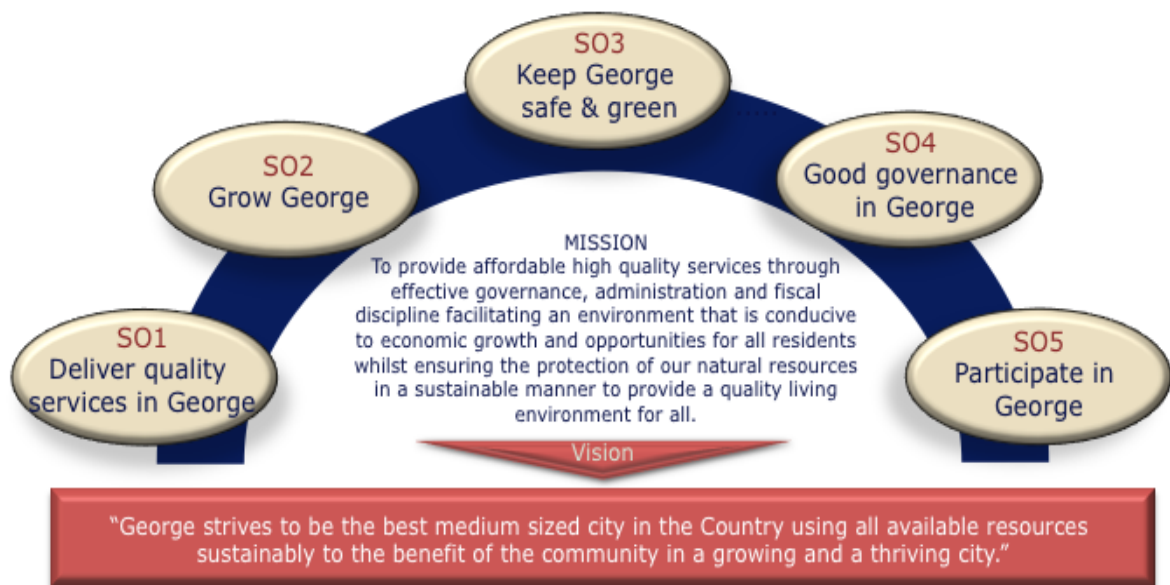 SO3
Keep George
safe & green
.....
SO2
Grow George
SO4
Good governance
in George
SO1
Deliver quality
services in George
SO5
Participate in
George
MISSION
To provide affordable high quality services through
effective governance, administration and fiscal
discipline facilitating an environment that is conducive
to economic growth and opportunities for all residents
whilst ensuring the protection of our natural resources
in a sustainable manner to provide a quality living
environment for all.
Vision
“George strives to be the best medium sized city in the Country using all available resources
sustainably to the benefit of the community in a growing and a thriving city.”